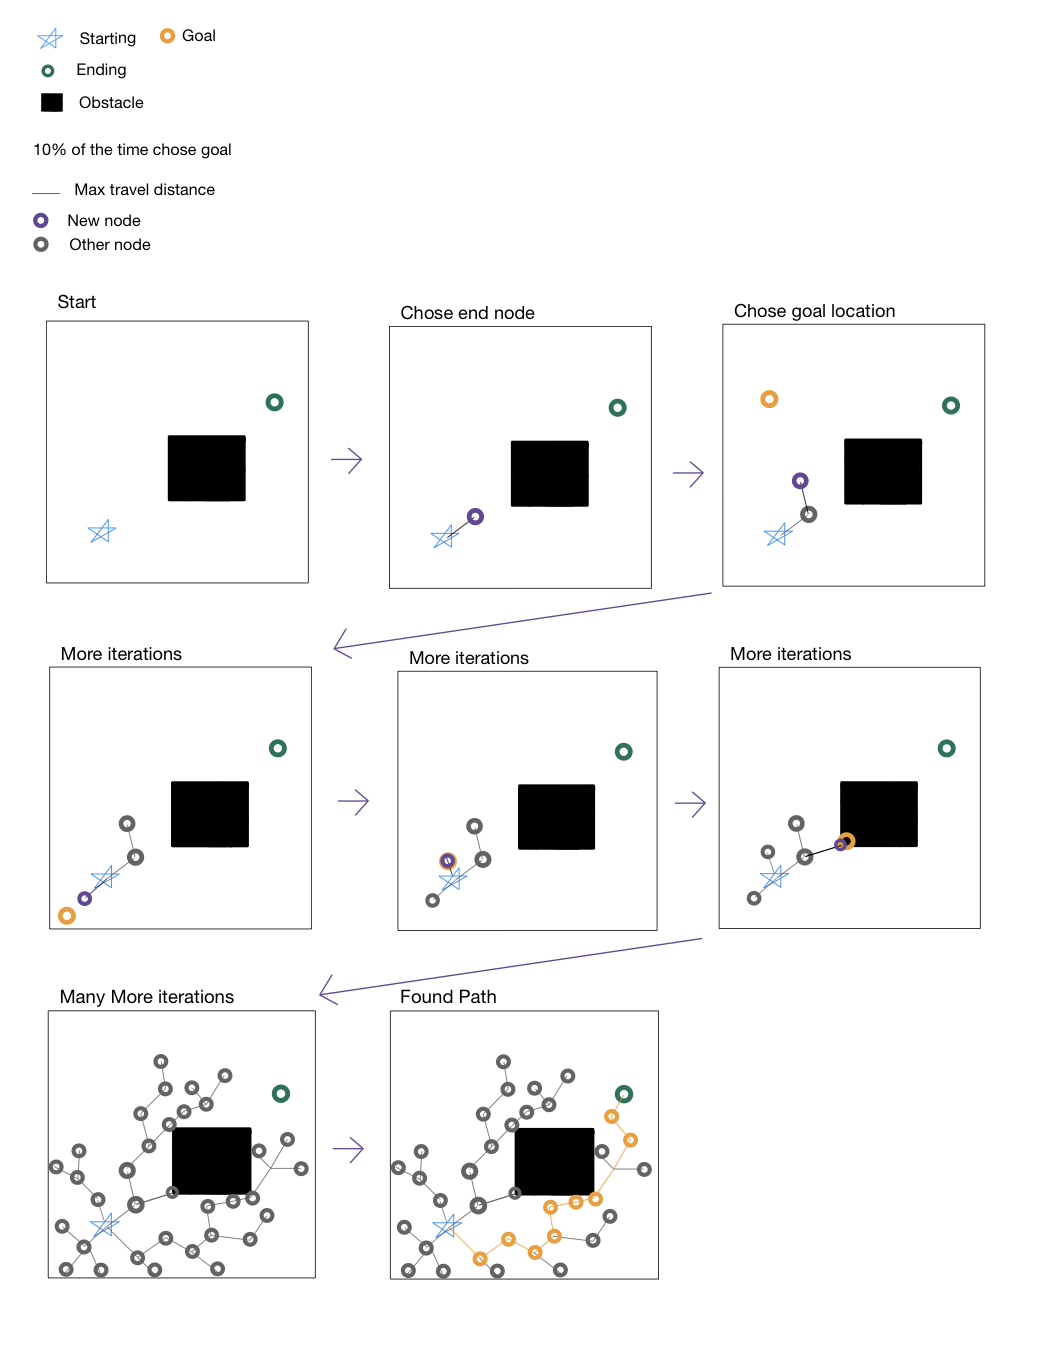 Starting
Goal
Ending
Obstacle
10% of the time chose goal
Max travel distance
New node
Other node
Start
Chose end node
Chose goal location
More iterations
More iterations
More iterations
Many More iterations
Found Path